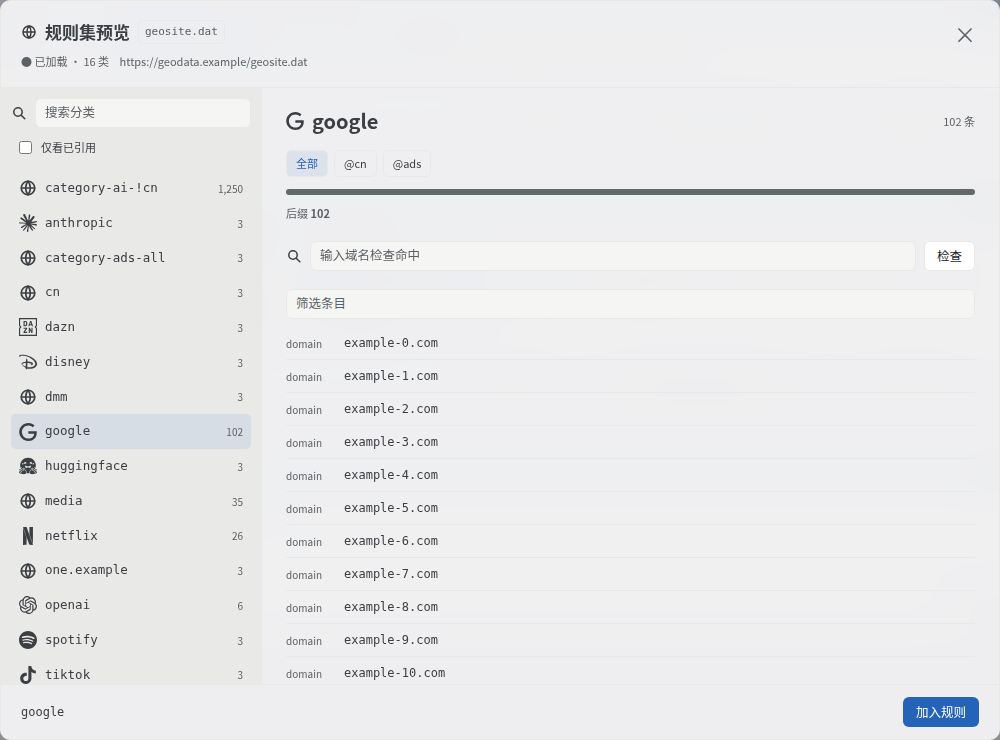 规则集预览 geosite.dat
已加载 · 16 类 https://geodata.example/geosite.dat
搜索分类
仅看已引用
category-ai-!cn 1,250
anthropic 3
category-ads-all 3
cn 3
DAZN dazn 3
disney 3
dmm 3
google 102
huggingface 3
media 35
netflix 26
one.example 3
openai 6
spotify 3
tiktok 3
google 102 条
全部 @cn @ads
后缀 102
输入域名检查命中 检查
筛选条目
domain example-0.com
domain example-1.com
domain example-2.com
domain example-3.com
domain example-4.com
domain example-5.com
domain example-6.com
domain example-7.com
domain example-8.com
domain example-9.com
domain example-10.com
google 加入规则